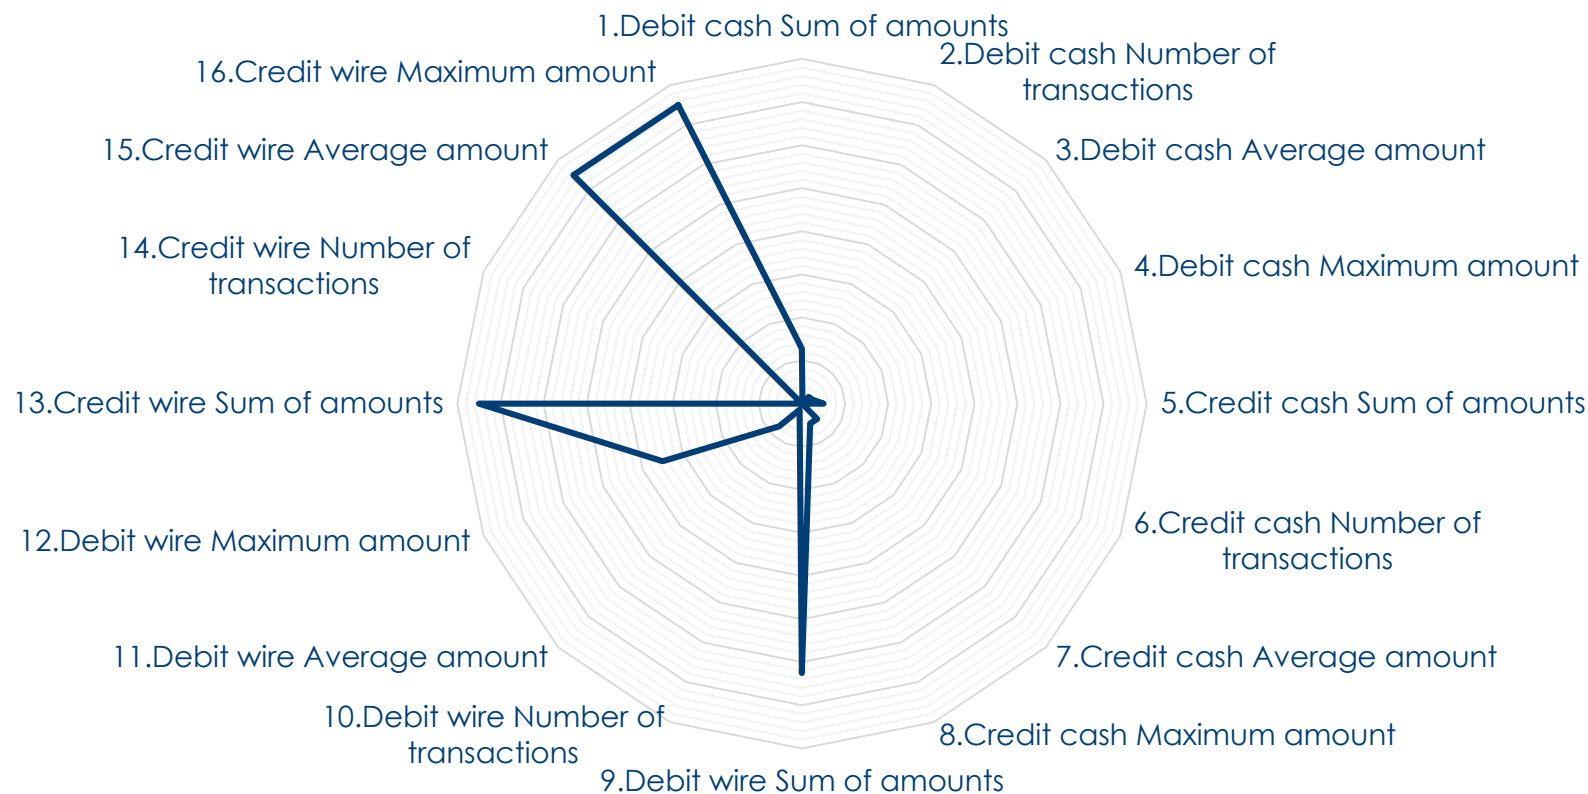 1.Debit cash Sum of amounts
2.Debit cash Number of
transactions
3.Debit cash Average amount
4.Debit cash Maximum amount
5.Credit cash Sum of amounts
6.Credit cash Number of
transactions
7.Credit cash Average amount
8.Credit cash Maximum amount
9.Debit wire Sum of amounts
10.Debit wire Number of
transactions
11.Debit wire Average amount
12.Debit wire Maximum amount
13.Credit wire Sum of amounts
14.Credit wire Number of
transactions
15.Credit wire Average amount
16.Credit wire Maximum amount